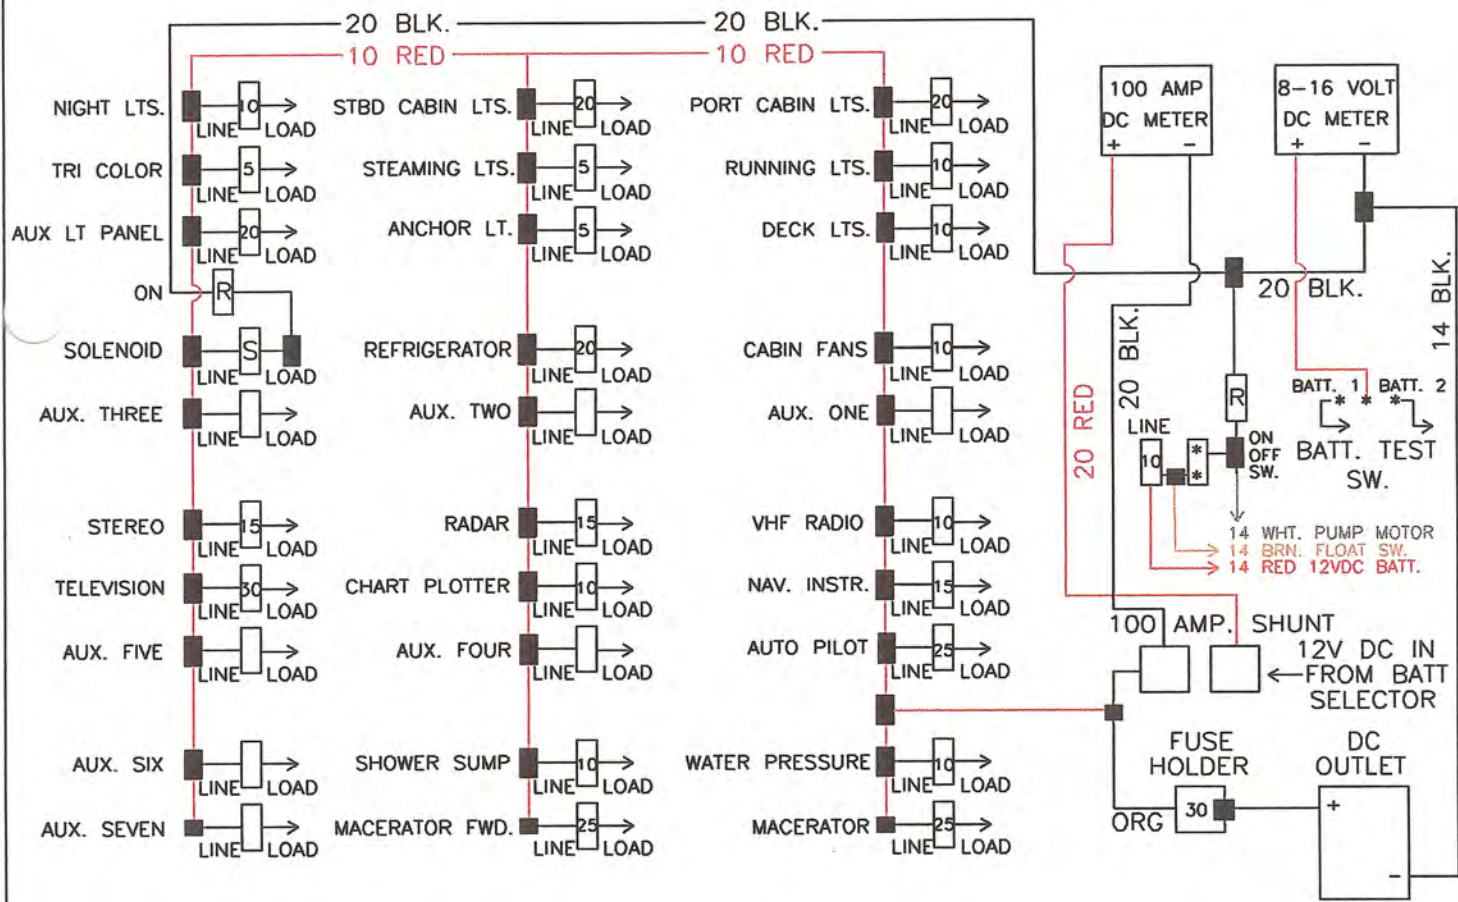 20 BLK. 20 BLK.
10 RED 10 RED
NIGHT LTS. 10 LINE LOAD
TRI COLOR 5 LINE LOAD
AUX LT PANEL 20 LINE LOAD
ON R
SOLENOID S LINE LOAD
AUX. THREE LINE LOAD
STEREO 15 LINE LOAD
TELEVISION 30 LINE LOAD
AUX. FIVE LINE LOAD
AUX. SIX LINE LOAD
AUX. SEVEN LINE LOAD
STBD CABIN LTS. 20 LINE LOAD
STEAMING LTS. 5 LINE LOAD
ANCHOR LT. 5 LINE LOAD
REFRIGERATOR 20 LINE LOAD
AUX. TWO LINE LOAD
RADAR 15 LINE LOAD
CHART PLOTTER 10 LINE LOAD
AUX. FOUR LINE LOAD
SHOWER SUMP 10 LINE LOAD
MACERATOR FWD. 25 LINE LOAD
PORT CABIN LTS. 20 LINE LOAD
RUNNING LTS. 10 LINE LOAD
DECK LTS. 10 LINE LOAD
CABIN FANS 10 LINE LOAD
AUX. ONE LINE LOAD
VHF RADIO 10 LINE LOAD
NAV. INSTR. 15 LINE LOAD
AUTO PILOT 25 LINE LOAD
WATER PRESSURE 10 LINE LOAD
MACERATOR 25 LINE LOAD
100 AMP
DC METER
+ -
8-16 VOLT
DC METER
+ -
20 BLK.
14 BLK.
20 BLK.
20 RED
R
BATT. 1 * * * BATT. 2
BATT. TEST
SW.
LINE
10
*
*
ON
OFF
SW.
14 WHT. PUMP MOTOR
14 BRN. FLOAT SW.
14 RED 12VDC BATT.
100 AMP. SHUNT
12V DC IN
FROM BATT
SELECTOR
FUSE
HOLDER
30
ORG
DC
OUTLET
+
-